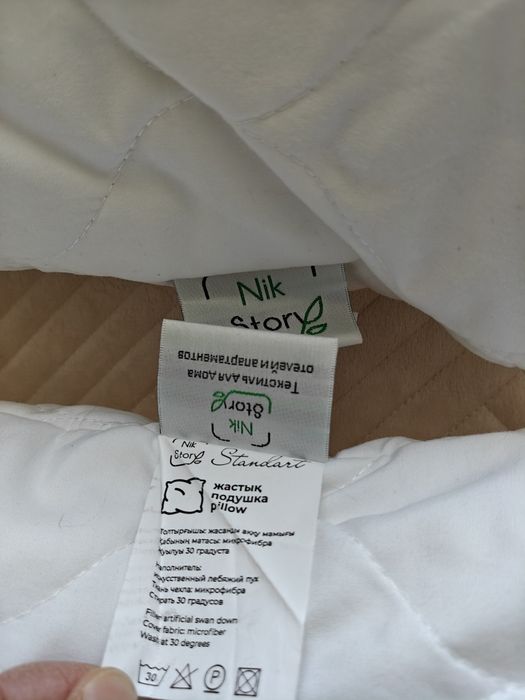 Nik
Story
Текстиль для дома
отелей и апартаментов
Nik
Story
Nik
Story Standart
жастық
подушка
pillow
Толтырғышы: жасанды аққу мамығы
Қабының матасы: микрофибра
Жуылуы 30 градуста
Наполнитель:
Искусственный лебяжий пух
Ткань чехла: микрофибра
Стирать 30 градусов
Filler: artificial swan down
Cover fabric: microfiber
Wash at 30 degrees
30
P